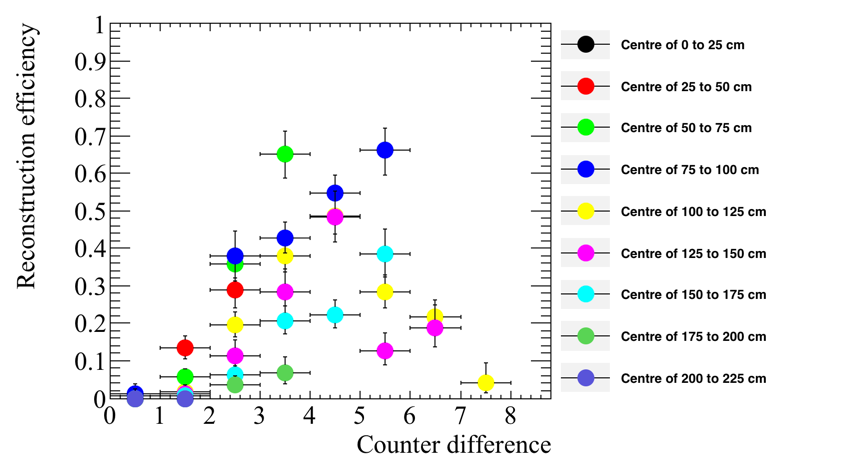 Reconstruction efficiency
1
0.9
0.8
0.7
0.6
0.5
0.4
0.3
0.2
0.1
0
0 1 2 3 4 5 6 7 8
Counter difference
Centre of 0 to 25 cm
Centre of 25 to 50 cm
Centre of 50 to 75 cm
Centre of 75 to 100 cm
Centre of 100 to 125 cm
Centre of 125 to 150 cm
Centre of 150 to 175 cm
Centre of 175 to 200 cm
Centre of 200 to 225 cm